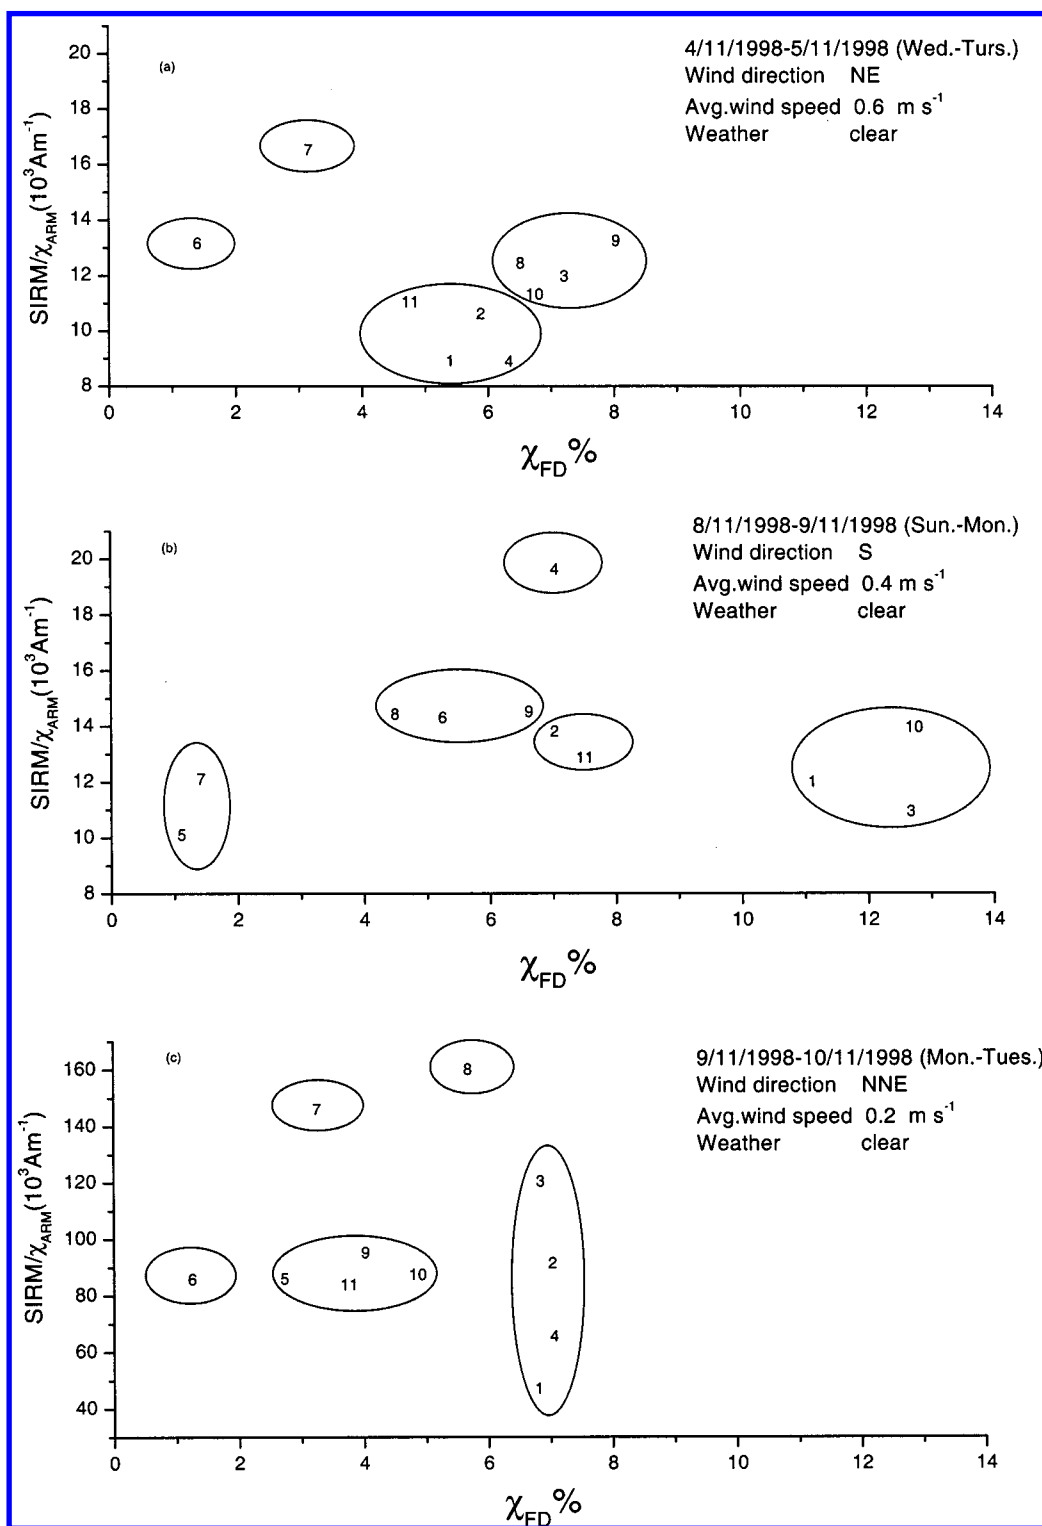 (a)
4/11/1998-5/11/1998 (Wed.-Turs.)
Wind direction NE
Avg.wind speed 0.6 m s⁻¹
Weather clear
SIRM/χARM(10³Am⁻¹)
20
18
16
14
12
10
8
7
6
9
8
3
10
11
2
1
4
0 2 4 6 8 10 12 14
χFD%
(b)
8/11/1998-9/11/1998 (Sun.-Mon.)
Wind direction S
Avg.wind speed 0.4 m s⁻¹
Weather clear
SIRM/χARM(10³Am⁻¹)
20
18
16
14
12
10
8
4
8 6 9
2
10
11
7
1
3
5
0 2 4 6 8 10 12 14
χFD%
(c)
9/11/1998-10/11/1998 (Mon.-Tues.)
Wind direction NNE
Avg.wind speed 0.2 m s⁻¹
Weather clear
SIRM/χARM(10³Am⁻¹)
160
140
120
100
80
60
40
8
7
3
9
2
6
5
11
10
4
1
0 2 4 6 8 10 12 14
χFD%